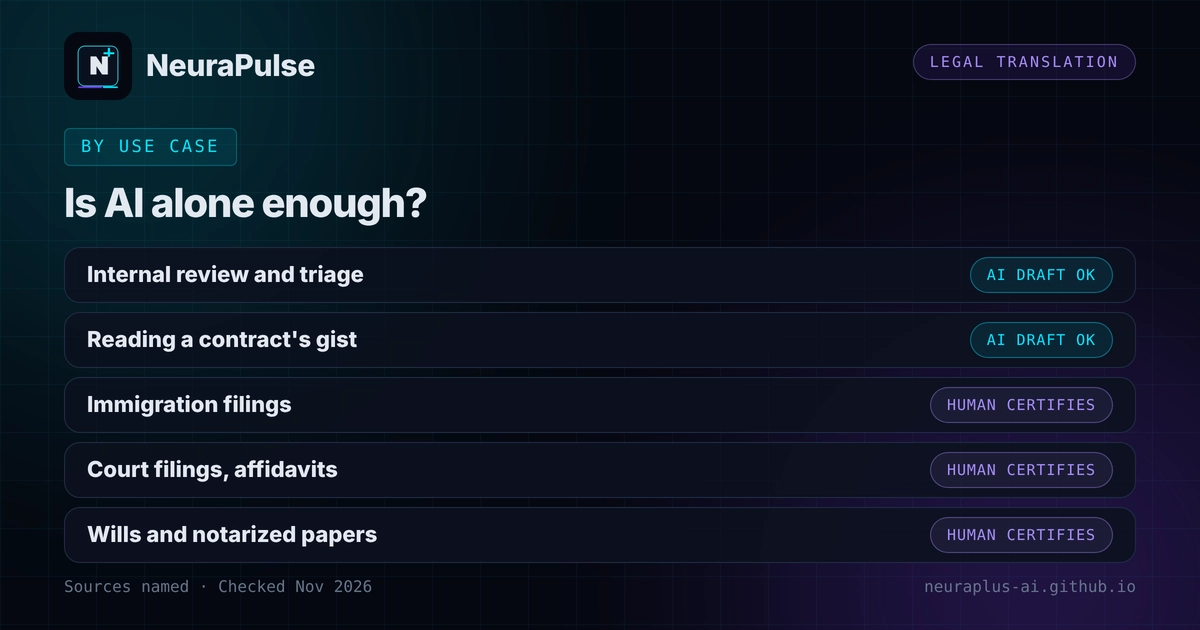 N+
NeuraPulse
LEGAL TRANSLATION
BY USE CASE
Is AI alone enough?
Internal review and triage
AI DRAFT OK
Reading a contract's gist
AI DRAFT OK
Immigration filings
HUMAN CERTIFIES
Court filings, affidavits
HUMAN CERTIFIES
Wills and notarized papers
HUMAN CERTIFIES
Sources named · Checked Nov 2026
neuraplus-ai.github.io